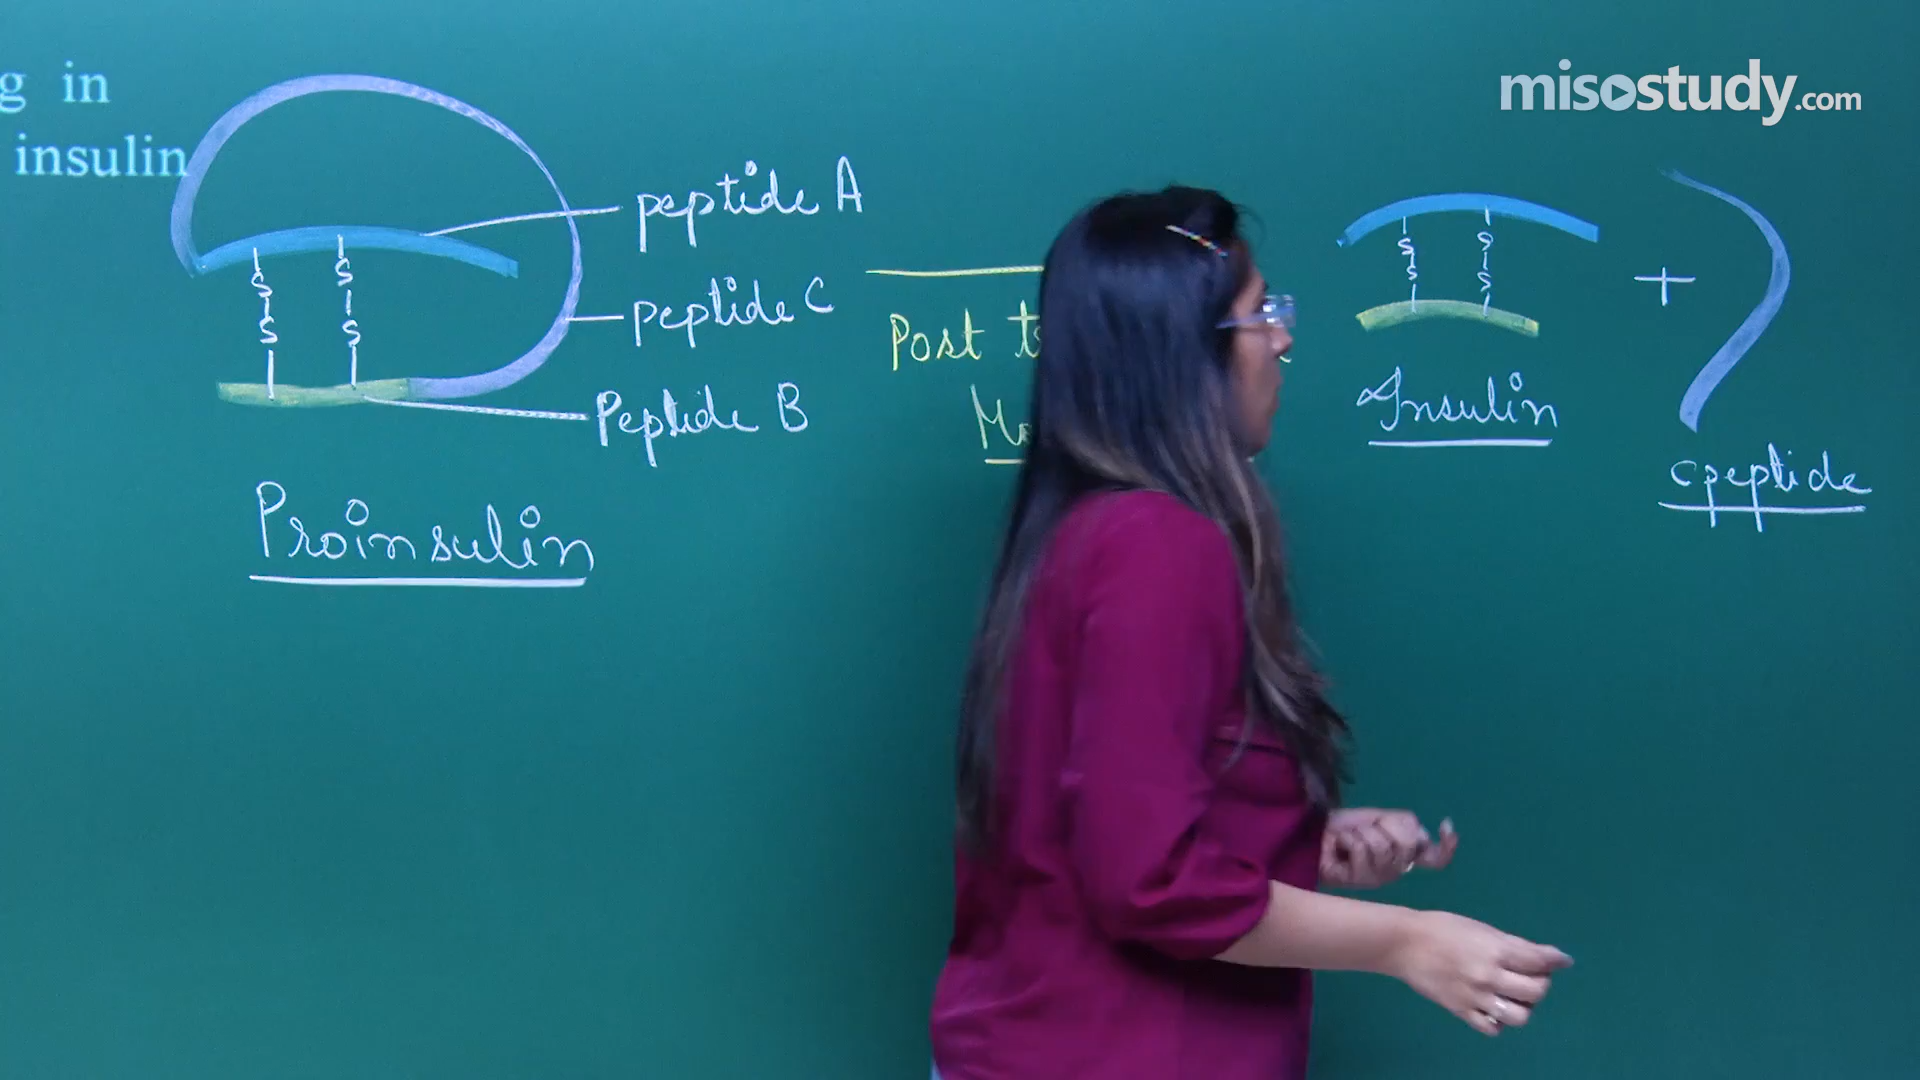 misostudy.com
g in
insulin
peptide A
peptide C
Peptide B
S
S
S
S
Proinsulin
Post
S
S
S
S
+
Insulin
c peptide